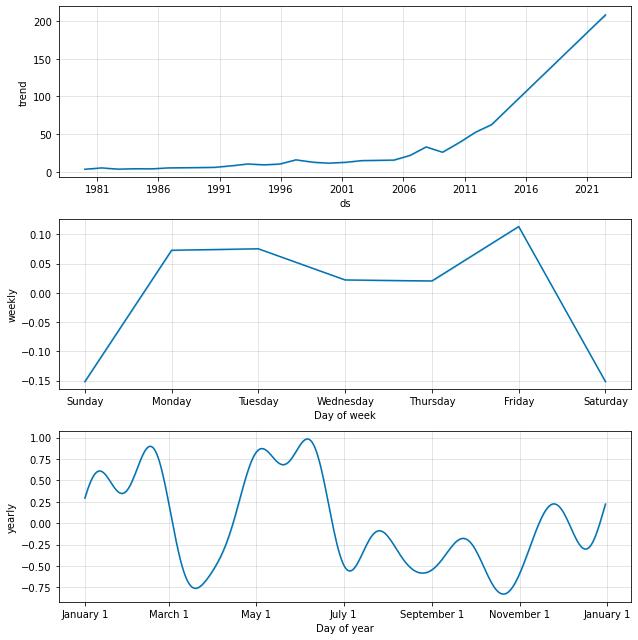 200
150
100
50
0
trend
1981 1986 1991 1996 2001 2006 2011 2016 2021
ds
0.10
0.05
0.00
−0.05
−0.10
−0.15
weekly
Sunday Monday Tuesday Wednesday Thursday Friday Saturday
Day of week
1.00
0.75
0.50
0.25
0.00
−0.25
−0.50
−0.75
yearly
January 1 March 1 May 1 July 1 September 1 November 1 January 1
Day of year